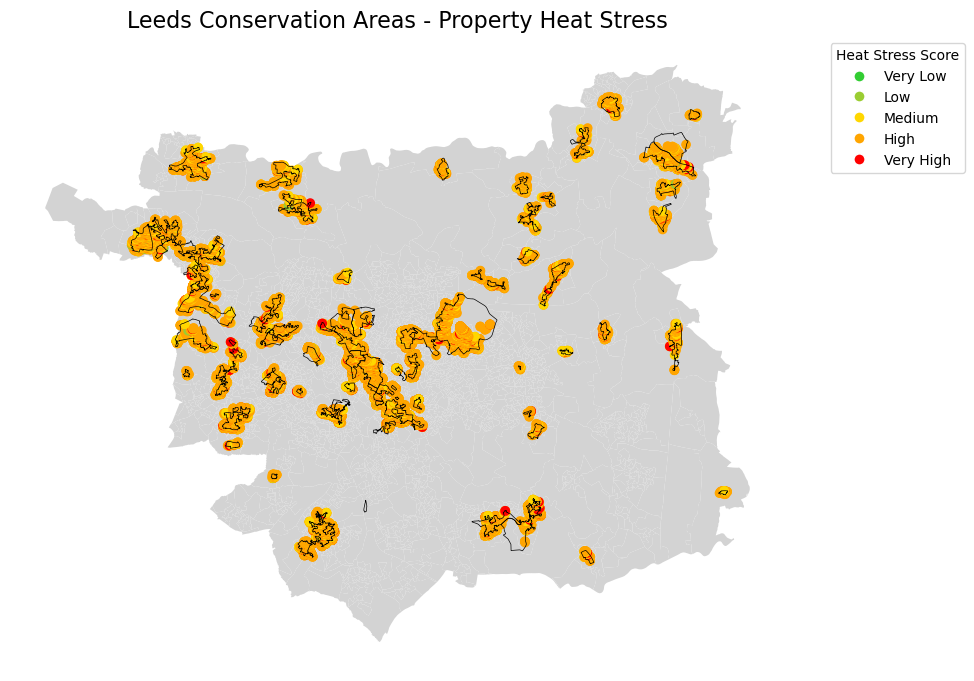 Leeds Conservation Areas - Property Heat Stress
Heat Stress Score
Very Low
Low
Medium
High
Very High